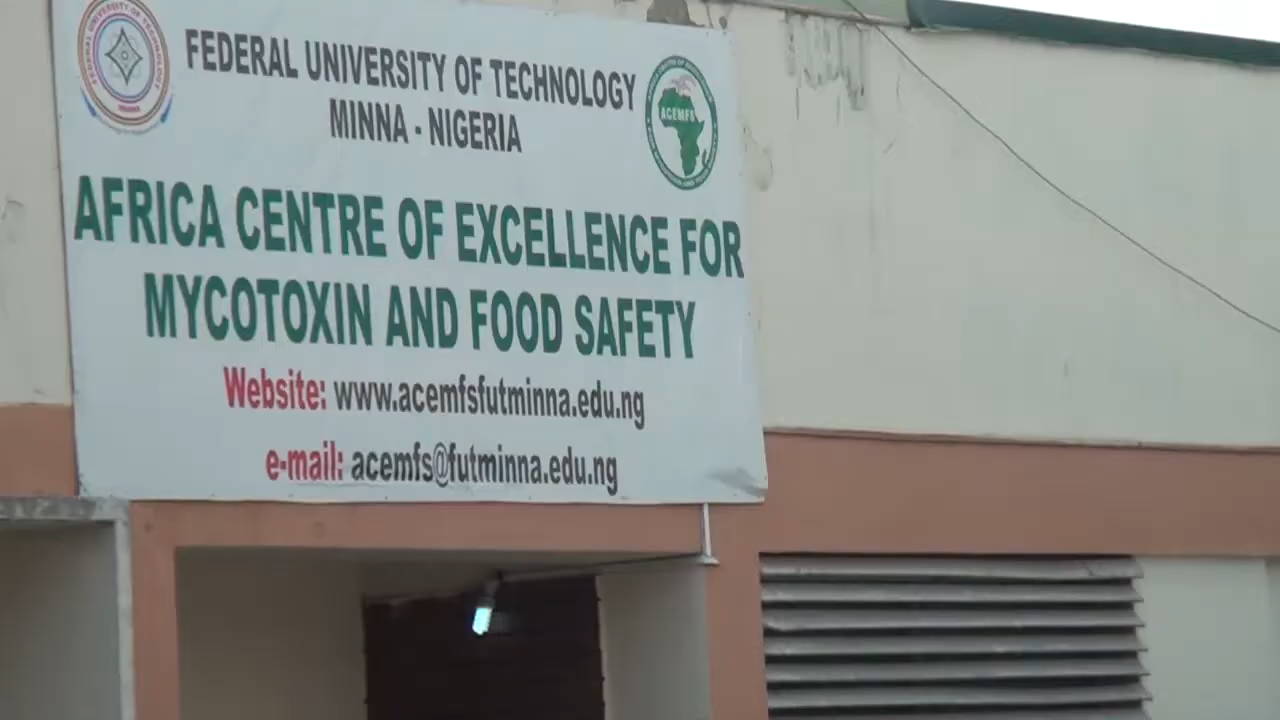 FEDERAL UNIVERSITY OF TECHNOLOGY
MINNA - NIGERIA
ACEMFS
AFRICA CENTRE OF EXCELLENCE FOR
MYCOTOXIN AND FOOD SAFETY
Website: www.acemfsfutminna.edu.ng
e-mail: acemfs@futminna.edu.ng